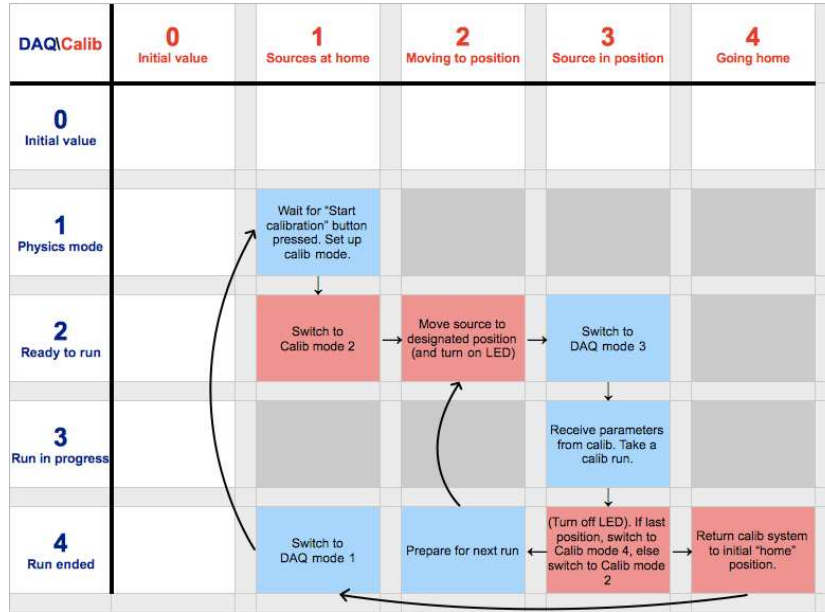 DAQ\Calib
0
Initial value
1
Sources at home
2
Moving to position
3
Source in position
4
Going home
0
Initial value
1
Physics mode
Wait for “Start
calibration” button
pressed. Set up
calib mode.
2
Ready to run
Switch to
Calib mode 2
Move source to
designated position
(and turn on LED)
Switch to
DAQ mode 3
3
Run in progress
Receive parameters
from calib. Take a
calib run.
4
Run ended
Switch to
DAQ mode 1
Prepare for next run
(Turn off LED). If last
position, switch to
Calib mode 4, else
switch to Calib mode
2
Return calib system
to initial “home”
position.